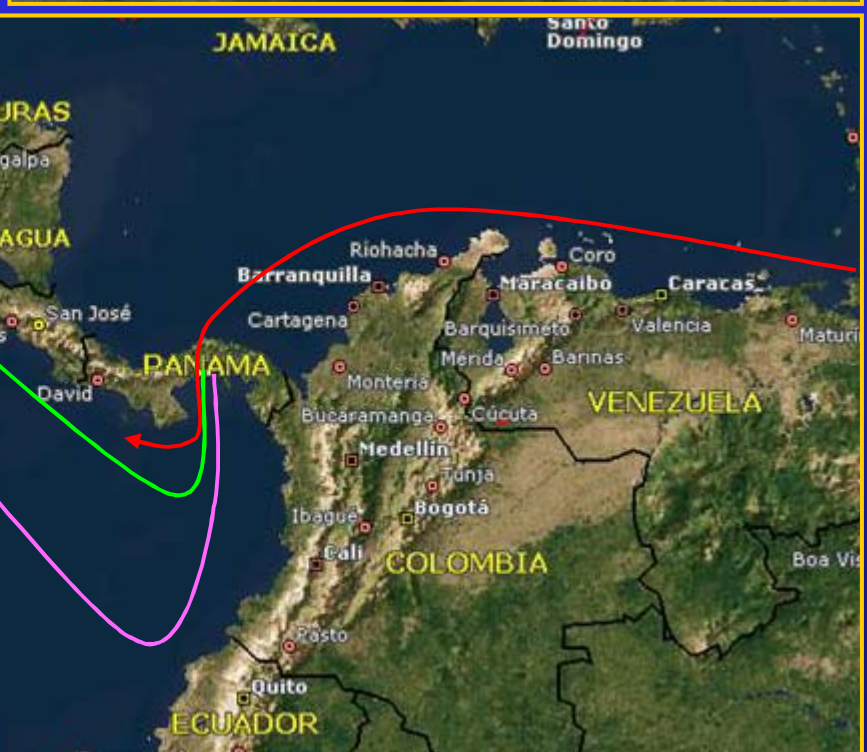 Santo
Domingo
JAMAICA
URAS
galpa
AGUA
Riohacha
Coro
Barranquilla
Maracaibo
Caracas
San José
Cartagena
Barquisimeto
Valencia
Maturí
PANAMA
Mérida
Barinas
David
Montería
VENEZUELA
Bucaramanga
Cúcuta
Medellín
Tunja
Ibagué
Bogotá
Cali
COLOMBIA
Boa Vis
Pasto
Quito
ECUADOR